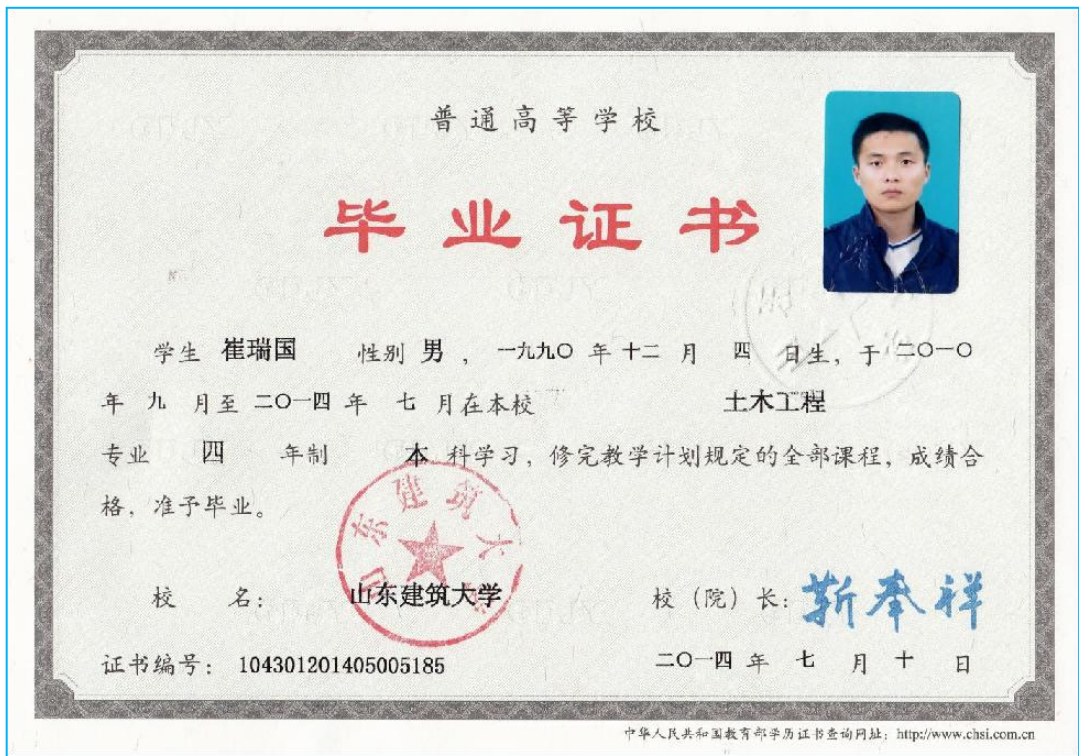 普通高等学校
毕业证书
学生 崔瑞国 性别 男 ，一九九〇 年 十二 月 四 日生，于 二〇一〇
年 九 月至 二〇一四 年 七 月在本校 土木工程
专业 四 年制 本 科学习，修完教学计划规定的全部课程，成绩合
格，准予毕业。
山东建筑大学
校 名： 山东建筑大学 校（院）长：靳奉祥
证书编号： 104301201405005185 二〇一四 年 七 月 十 日
中华人民共和国教育部学历证书查询网址：http://www.chsi.com.cn